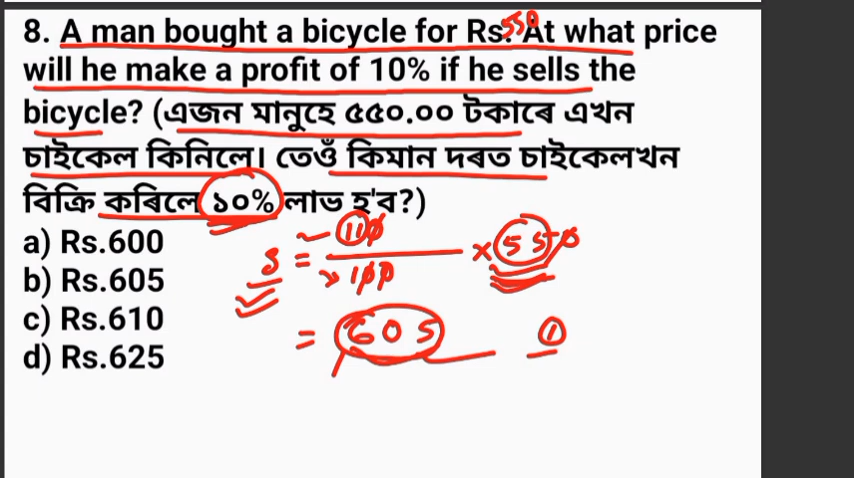 8. A man bought a bicycle for Rs. 550 At what price
will he make a profit of 10% if he sells the
bicycle? (এজন মানুহে ৫৫০.০০ টকাৰে এখন
চাইকেল কিনিলে। তেওঁ কিমান দৰত চাইকেলখন
বিক্ৰি কৰিলে ১০% লাভ হ'ব?)
a) Rs.600
b) Rs.605
c) Rs.610
d) Rs.625
S = 110/100 × 550
= 605